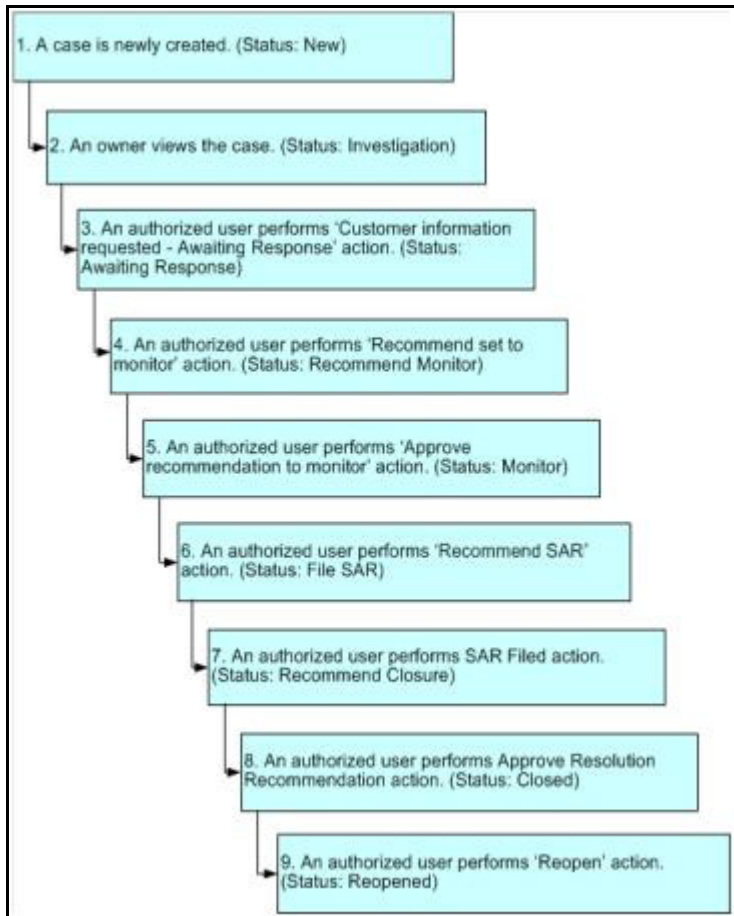 1. A case is newly created. (Status: New)
2. An owner views the case. (Status: Investigation)
3. An authorized user performs ‘Customer information
requested - Awaiting Response’ action. (Status:
Awaiting Response)
4. An authorized user performs ‘Recommend set to
monitor’ action. (Status: Recommend Monitor)
5. An authorized user performs ‘Approve
recommendation to monitor’ action. (Status: Monitor)
6. An authorized user performs ‘Recommend SAR’
action. (Status: File SAR)
7. An authorized user performs SAR Filed action.
(Status: Recommend Closure)
8. An authorized user performs Approve Resolution
Recommendation action. (Status: Closed)
9. An authorized user performs ‘Reopen’ action.
(Status: Reopened)